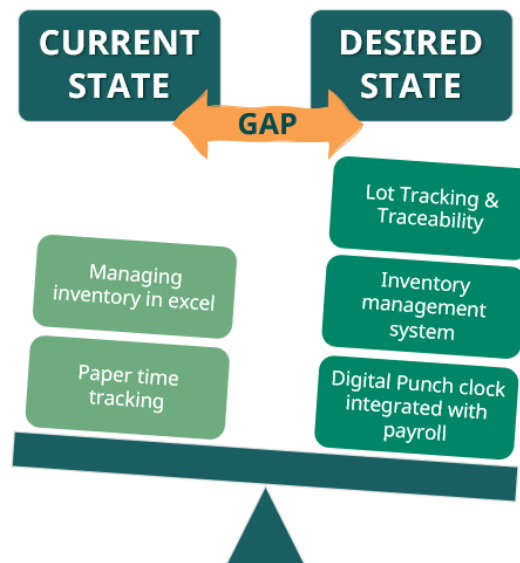 CURRENT
STATE
DESIRED
STATE
GAP
Managing
inventory in excel
Paper time
tracking
Lot Tracking &
Traceability
Inventory
management
system
Digital Punch clock
integrated with
payroll